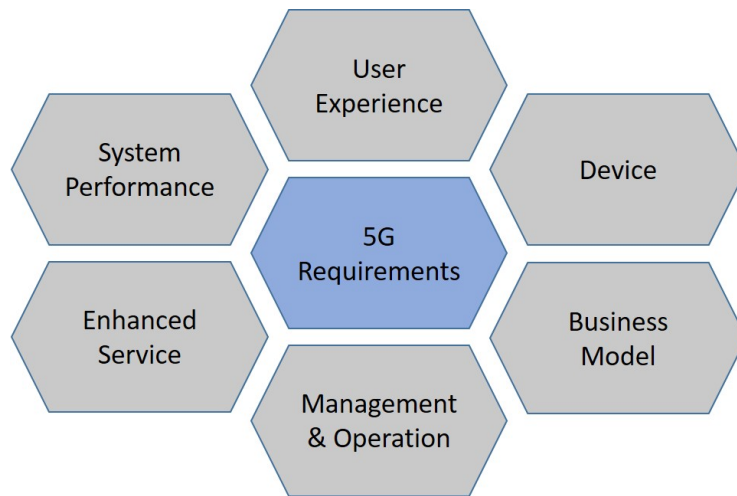 User
Experience
System
Performance
Device
5G
Requirements
Enhanced
Service
Business
Model
Management
& Operation